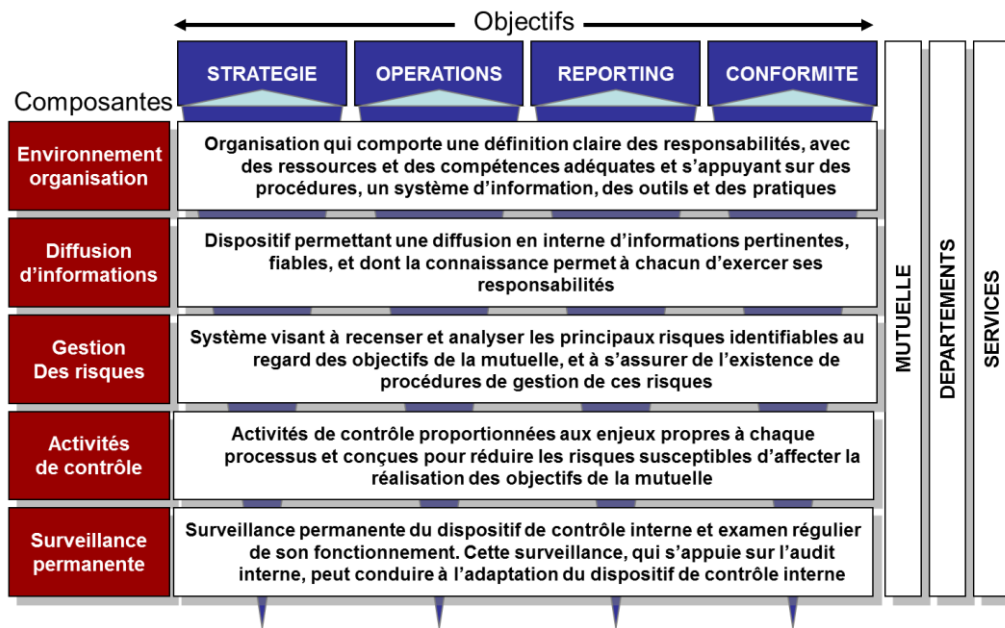 Objectifs
STRATEGIE
OPERATIONS
REPORTING
CONFORMITE
Composantes
Environnement
organisation
Organisation qui comporte une définition claire des responsabilités, avec
des ressources et des compétences adéquates et s'appuyant sur des
procédures, un système d'information, des outils et des pratiques
Diffusion
d'informations
Dispositif permettant une diffusion en interne d'informations pertinentes,
fiables, et dont la connaissance permet à chacun d'exercer ses
responsabilités
Gestion
Des risques
Système visant à recenser et analyser les principaux risques identifiables au
regard des objectifs de la mutuelle, et à s'assurer de l'existence de
procédures de gestion de ces risques
Activités
de contrôle
Activités de contrôle proportionnées aux enjeux propres à chaque
processus et conçues pour réduire les risques susceptibles d'affecter la
réalisation des objectifs de la mutuelle
Surveillance
permanente
Surveillance permanente du dispositif de contrôle interne et examen régulier
de son fonctionnement. Cette surveillance, qui s'appuie sur l'audit
interne, peut conduire à l'adaptation du dispositif de contrôle interne
MUTUELLE
DEPARTEMENTS
SERVICES